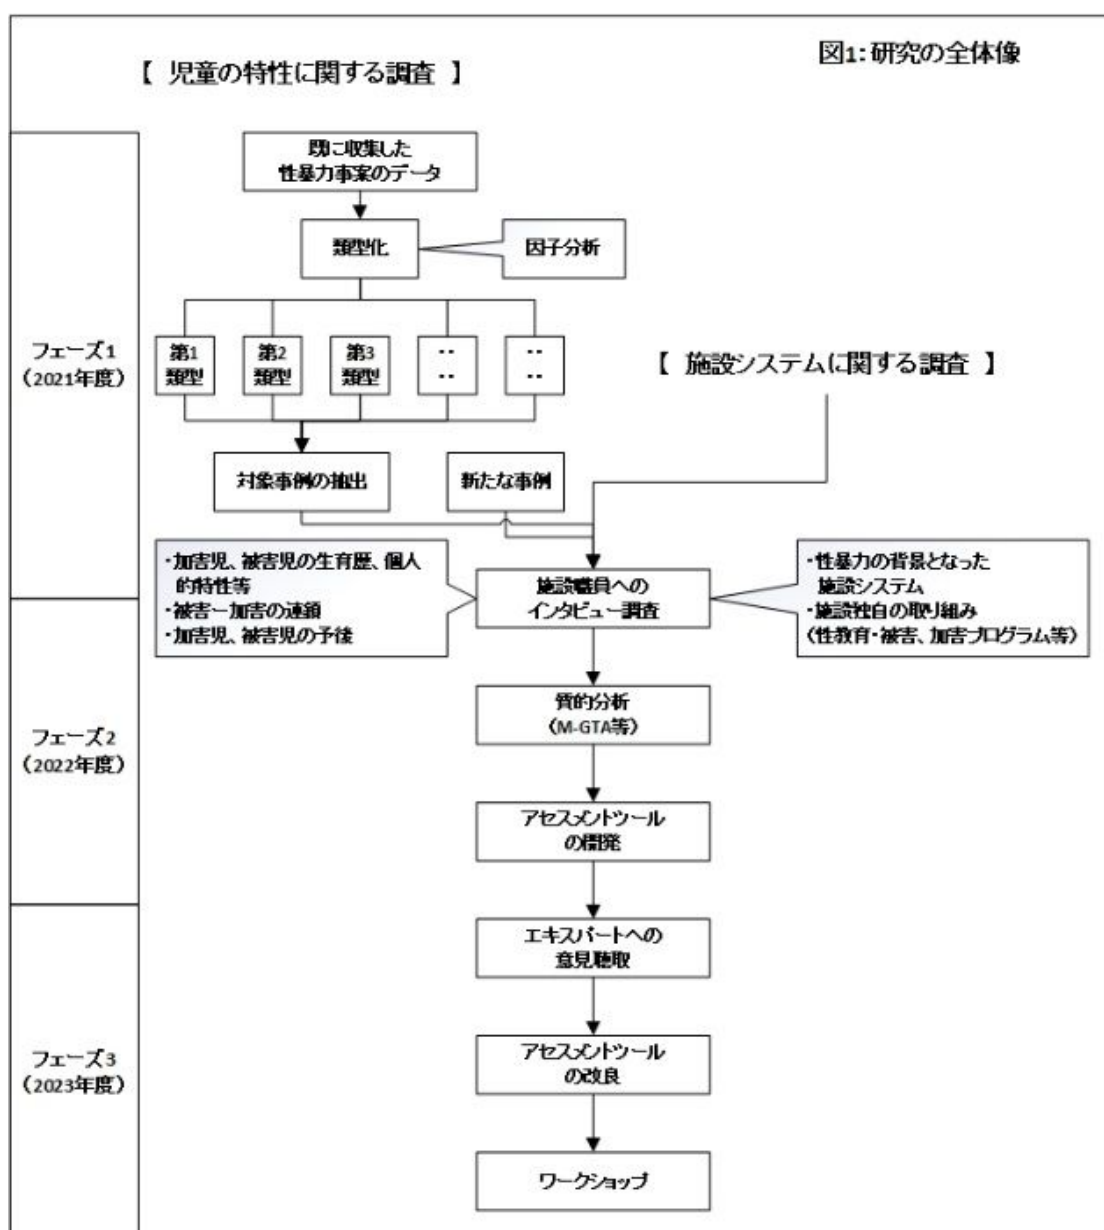 図1:研究の全体像
【 児童の特性に関する調査 】
フェーズ1
（2021年度）
既に収集した
性暴力事案のデータ
類型化
因子分析
第1
類型
第2
類型
第3
類型
‥
‥
‥
‥
【 施設システムに関する調査 】
対象事例の抽出
新たな事例
・加害児、被害児の生育歴、個人
的特性等
・被害ー加害の連鎖
・加害児、被害児の予後
施設職員への
インタビュー調査
・性暴力の背景となった
施設システム
・施設独自の取り組み
（性教育・被害、加害プログラム等）
フェーズ2
（2022年度）
質的分析
（M-GTA等）
アセスメントツール
の開発
フェーズ3
（2023年度）
エキスパートへの
意見聴取
アセスメントツール
の改良
ワークショップ